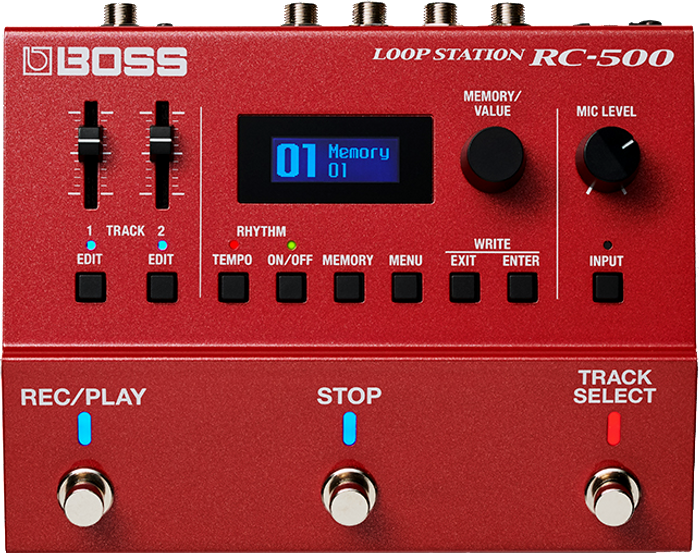 BOSS
LOOP STATION RC-500
MEMORY/
VALUE
MIC LEVEL
01 Memory
01
1 TRACK 2
RHYTHM
WRITE
EDIT EDIT TEMPO ON/OFF MEMORY MENU EXIT ENTER INPUT
REC/PLAY
STOP
TRACK
SELECT